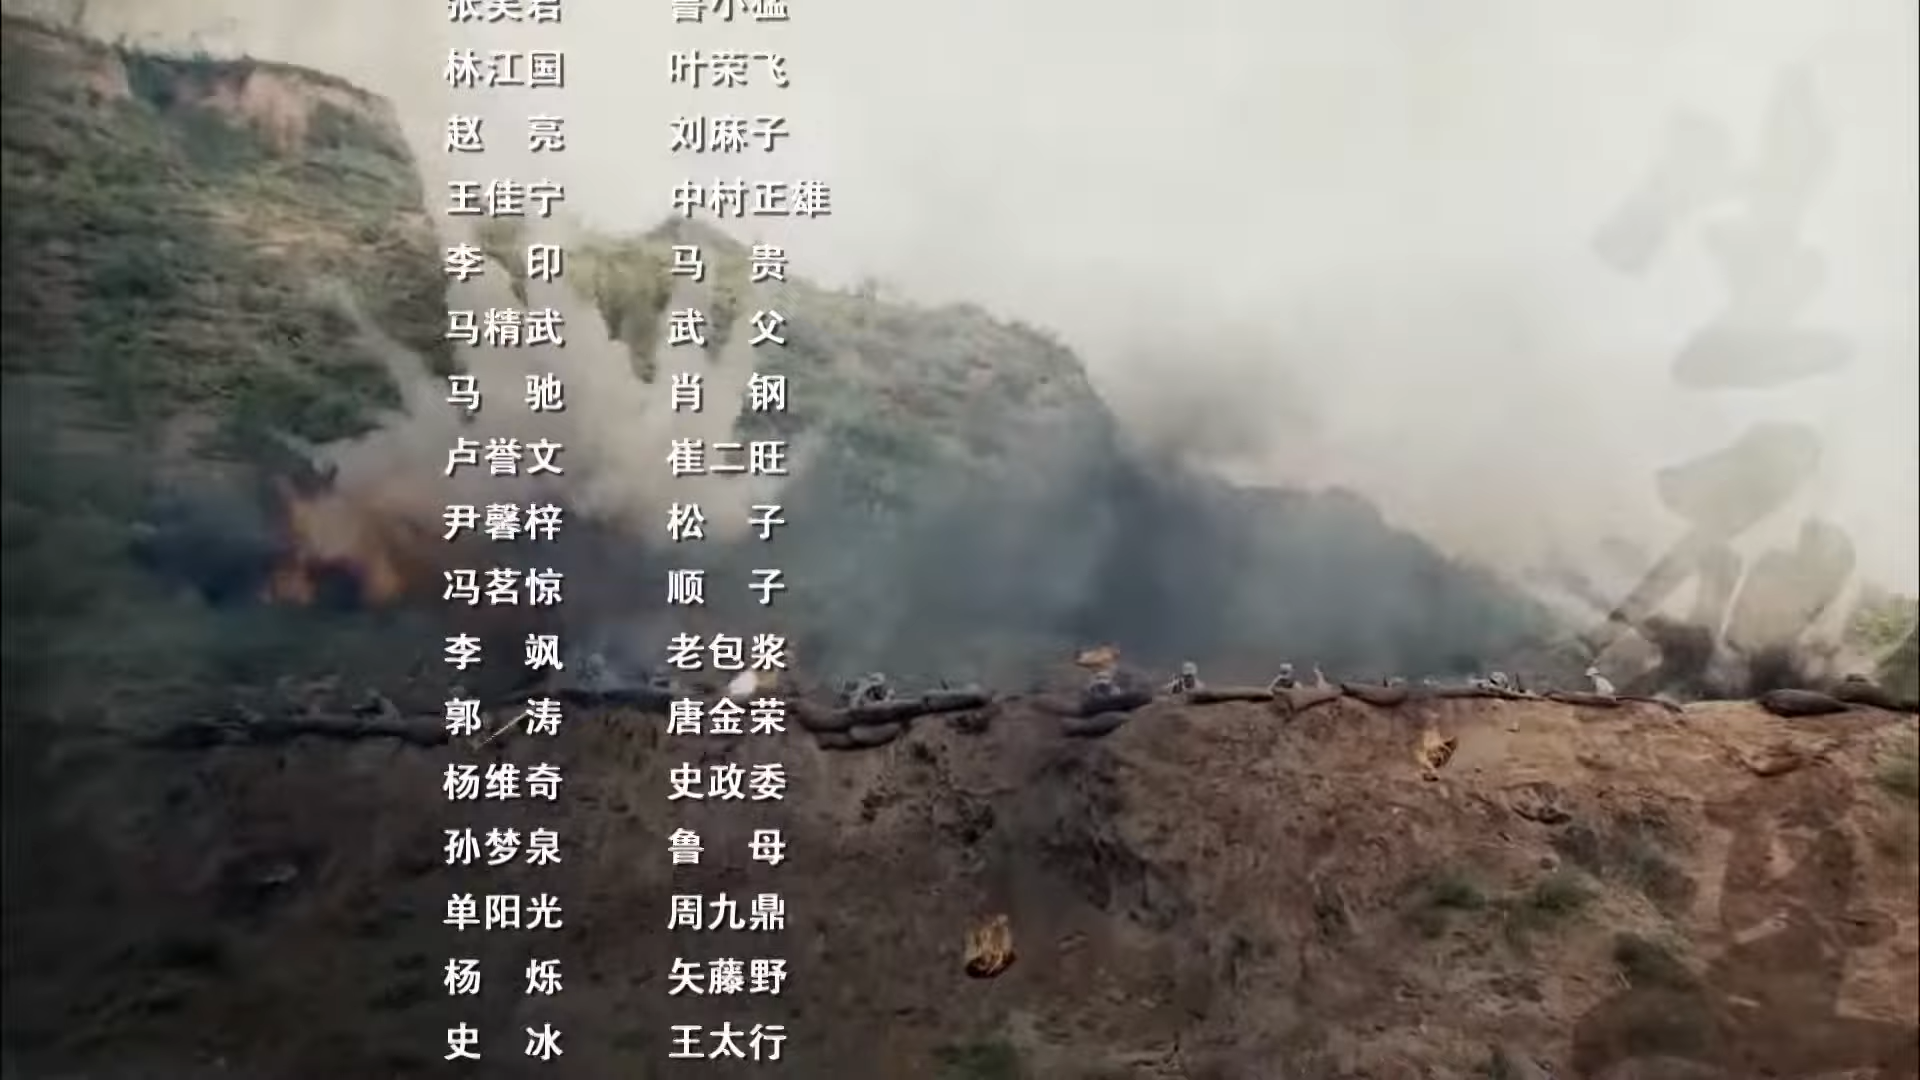 林江国 叶荣飞
赵 亮 刘麻子
王佳宁 中村正雄
李 印 马 贵
马精武 武 父
马 驰 肖 钢
卢誉文 崔二旺
尹馨梓 松 子
冯茗惊 顺 子
李 飒 老包浆
郭 涛 唐金荣
杨维奇 史政委
孙梦泉 鲁 母
单阳光 周九鼎
杨 烁 矢藤野
史 冰 王太行